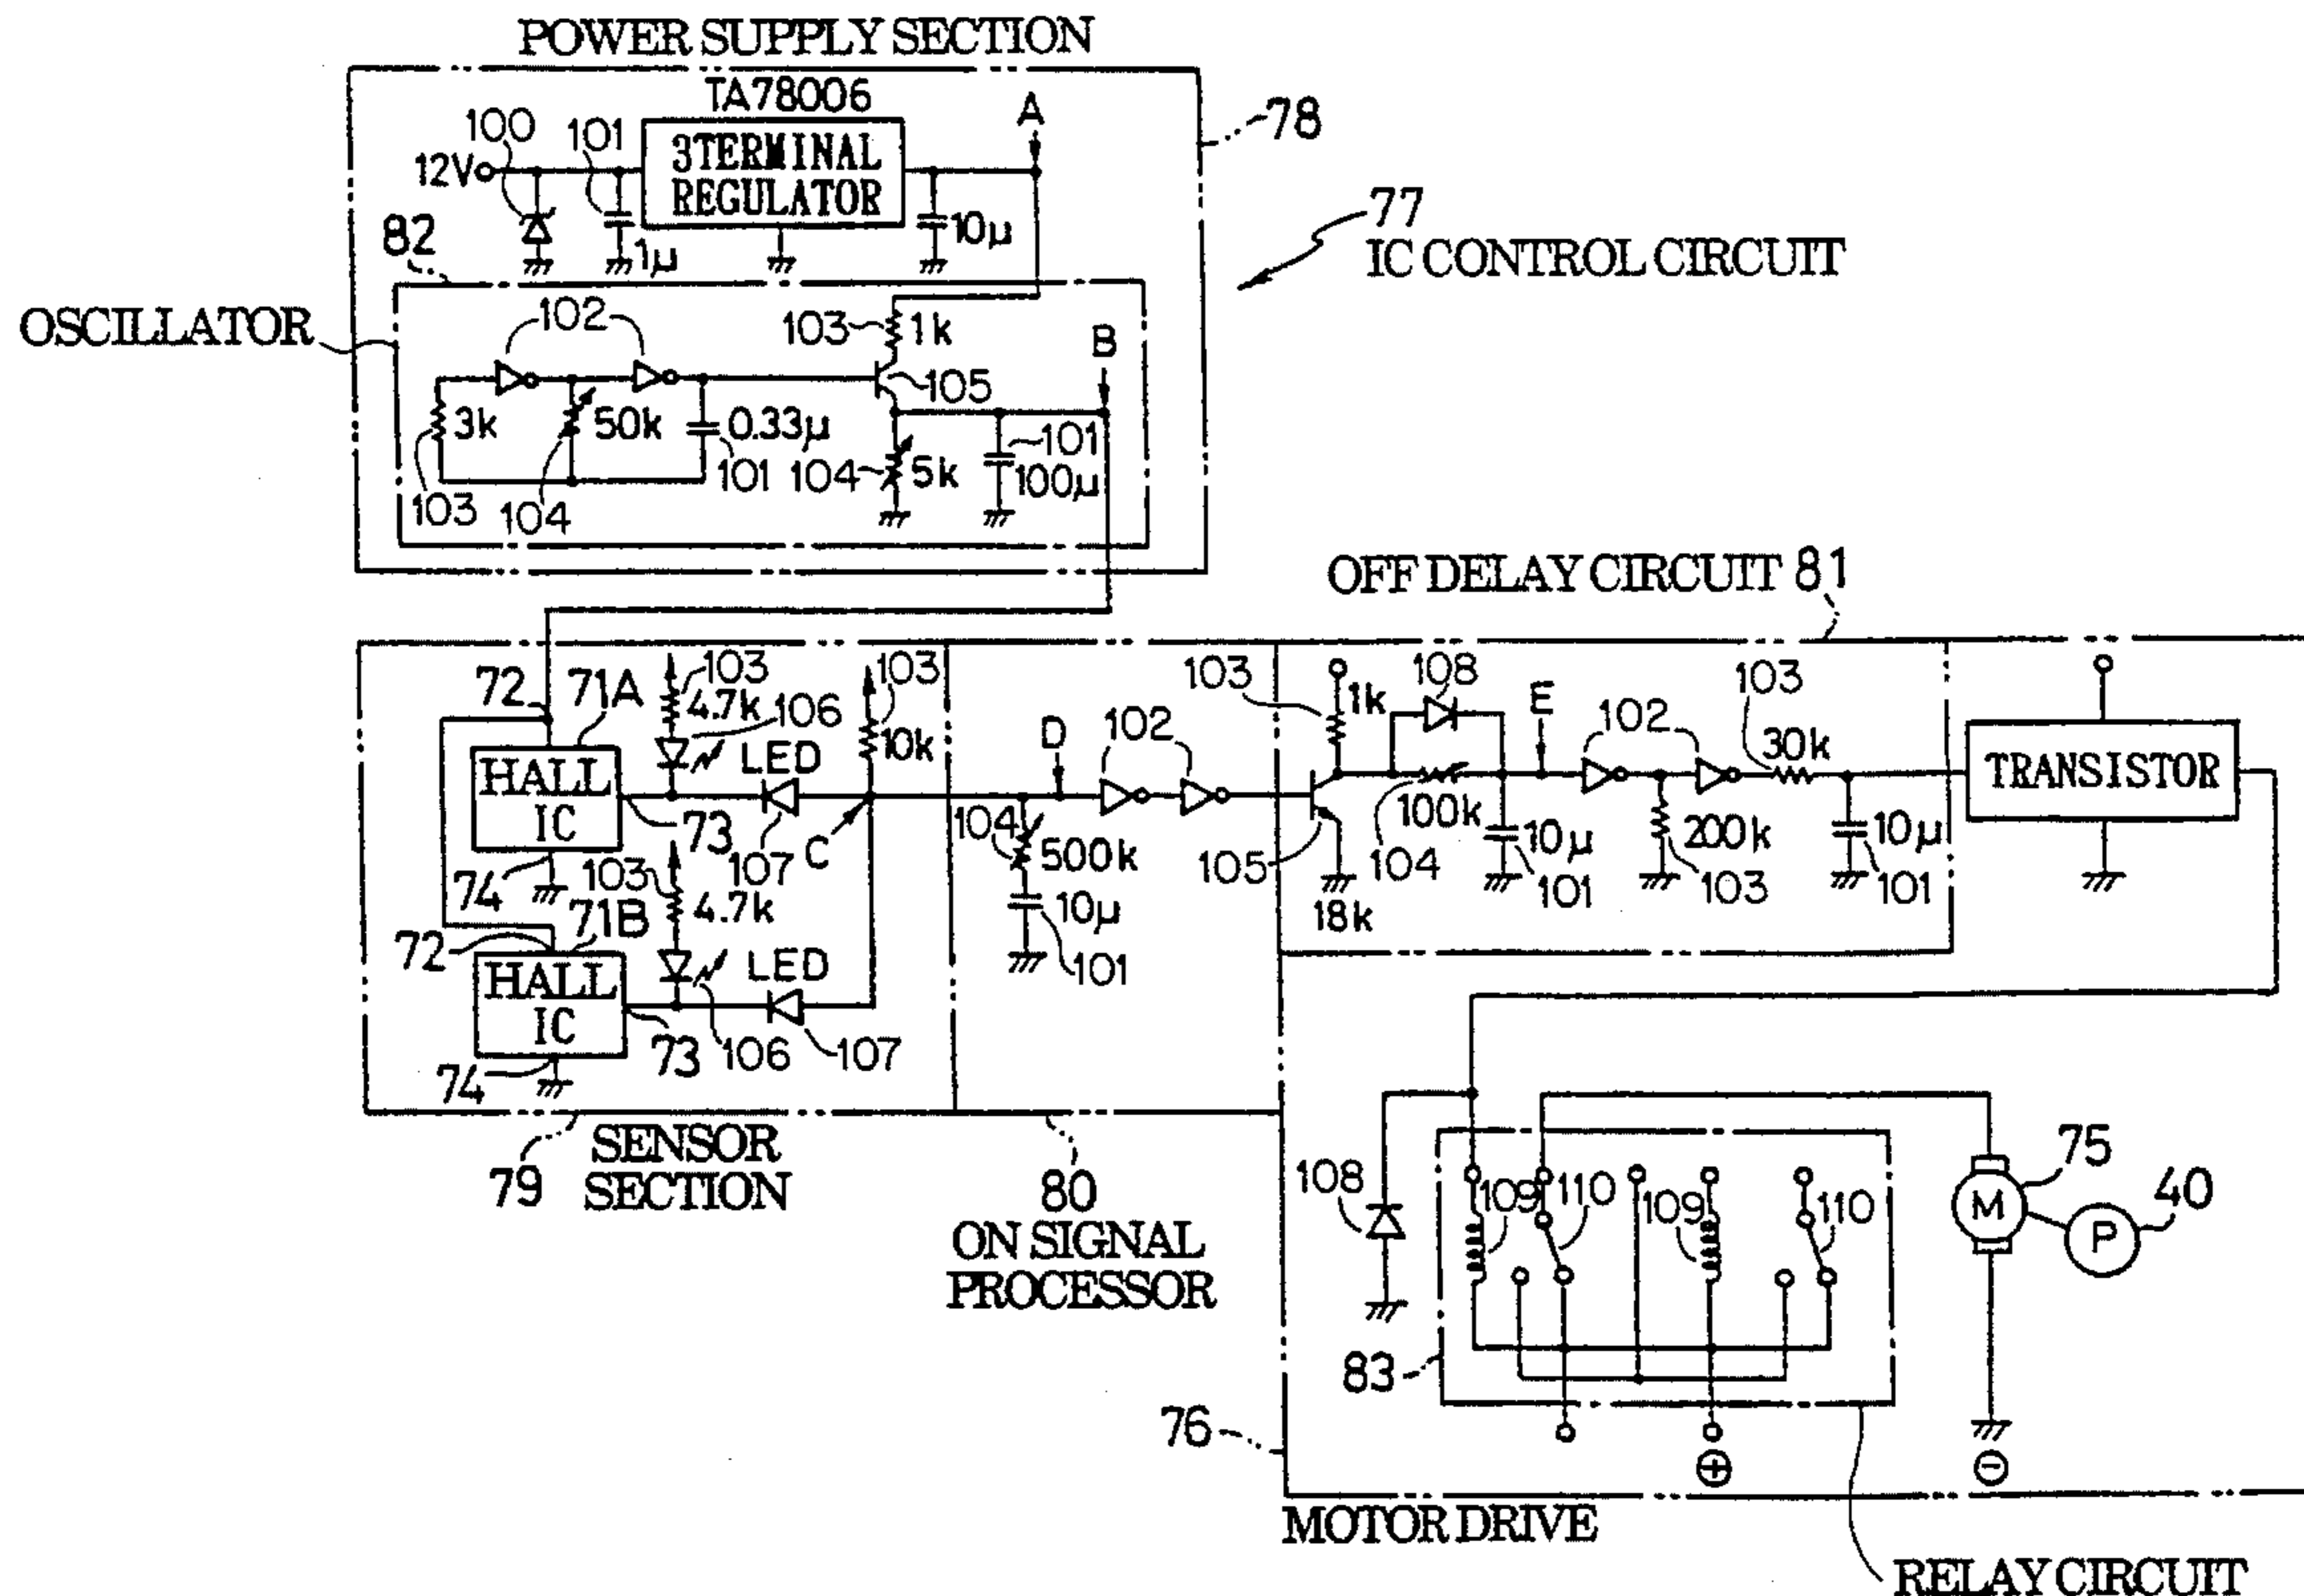 POWER SUPPLY SECTION
TA78006
100
101
3TERMINAL
REGULATOR
A
78
12V
1μ
10μ
77
IC CONTROL CIRCUIT
82
OSCILLATOR
102
103
1k
B
105
3k
50k
0.33μ
101
101
104
5k
100μ
103
104
OFF DELAY CIRCUIT 81
72
71A
103
4.7k
106
103
10k
HALL
IC
LED
73
107
C
74
103
4.7k
71B
72
HALL
IC
LED
73
106
107
74
D
102
104
500k
10μ
101
103
1k
108
E
102
103
30k
100k
104
105
18k
10μ
101
200k
103
10μ
101
TRANSISTOR
79
SENSOR
SECTION
80
ON SIGNAL
PROCESSOR
108
109
110
109
110
75
M
P
40
83
76
⊕
⊖
MOTOR DRIVE
RELAY CIRCUIT